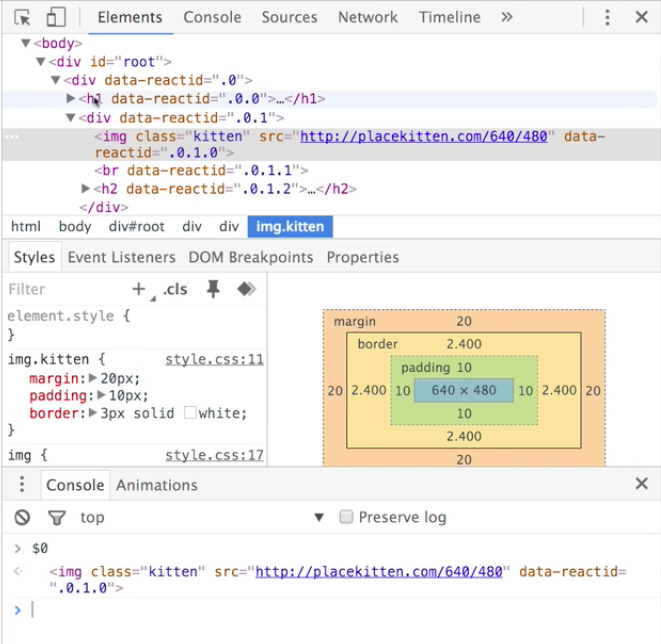 Elements Console Sources Network Timeline »
▼<body>
▼<div id="root">
▼<div data-reactid=".0">
▶<h1 data-reactid=".0.0">…</h1>
▼<div data-reactid=".0.1">
<img class="kitten" src="http://placekitten.com/640/480" data-
reactid=".0.1.0">
<br data-reactid=".0.1.1">
▶<h2 data-reactid=".0.1.2">…</h2>
</div>
html body div#root div div img.kitten
Styles Event Listeners DOM Breakpoints Properties
Filter + .cls
element.style {
}
img.kitten { style.css:11
margin:▶20px;
padding:▶10px;
border:▶3px solid white;
}
img { style.css:17
margin 20
border 2.400
padding 10
20 2.400 10 640 × 480 10 2.400 20
10
2.400
20
Console Animations
top ▼ Preserve log
> $0
<img class="kitten" src="http://placekitten.com/640/480" data-reactid=
".0.1.0">
>